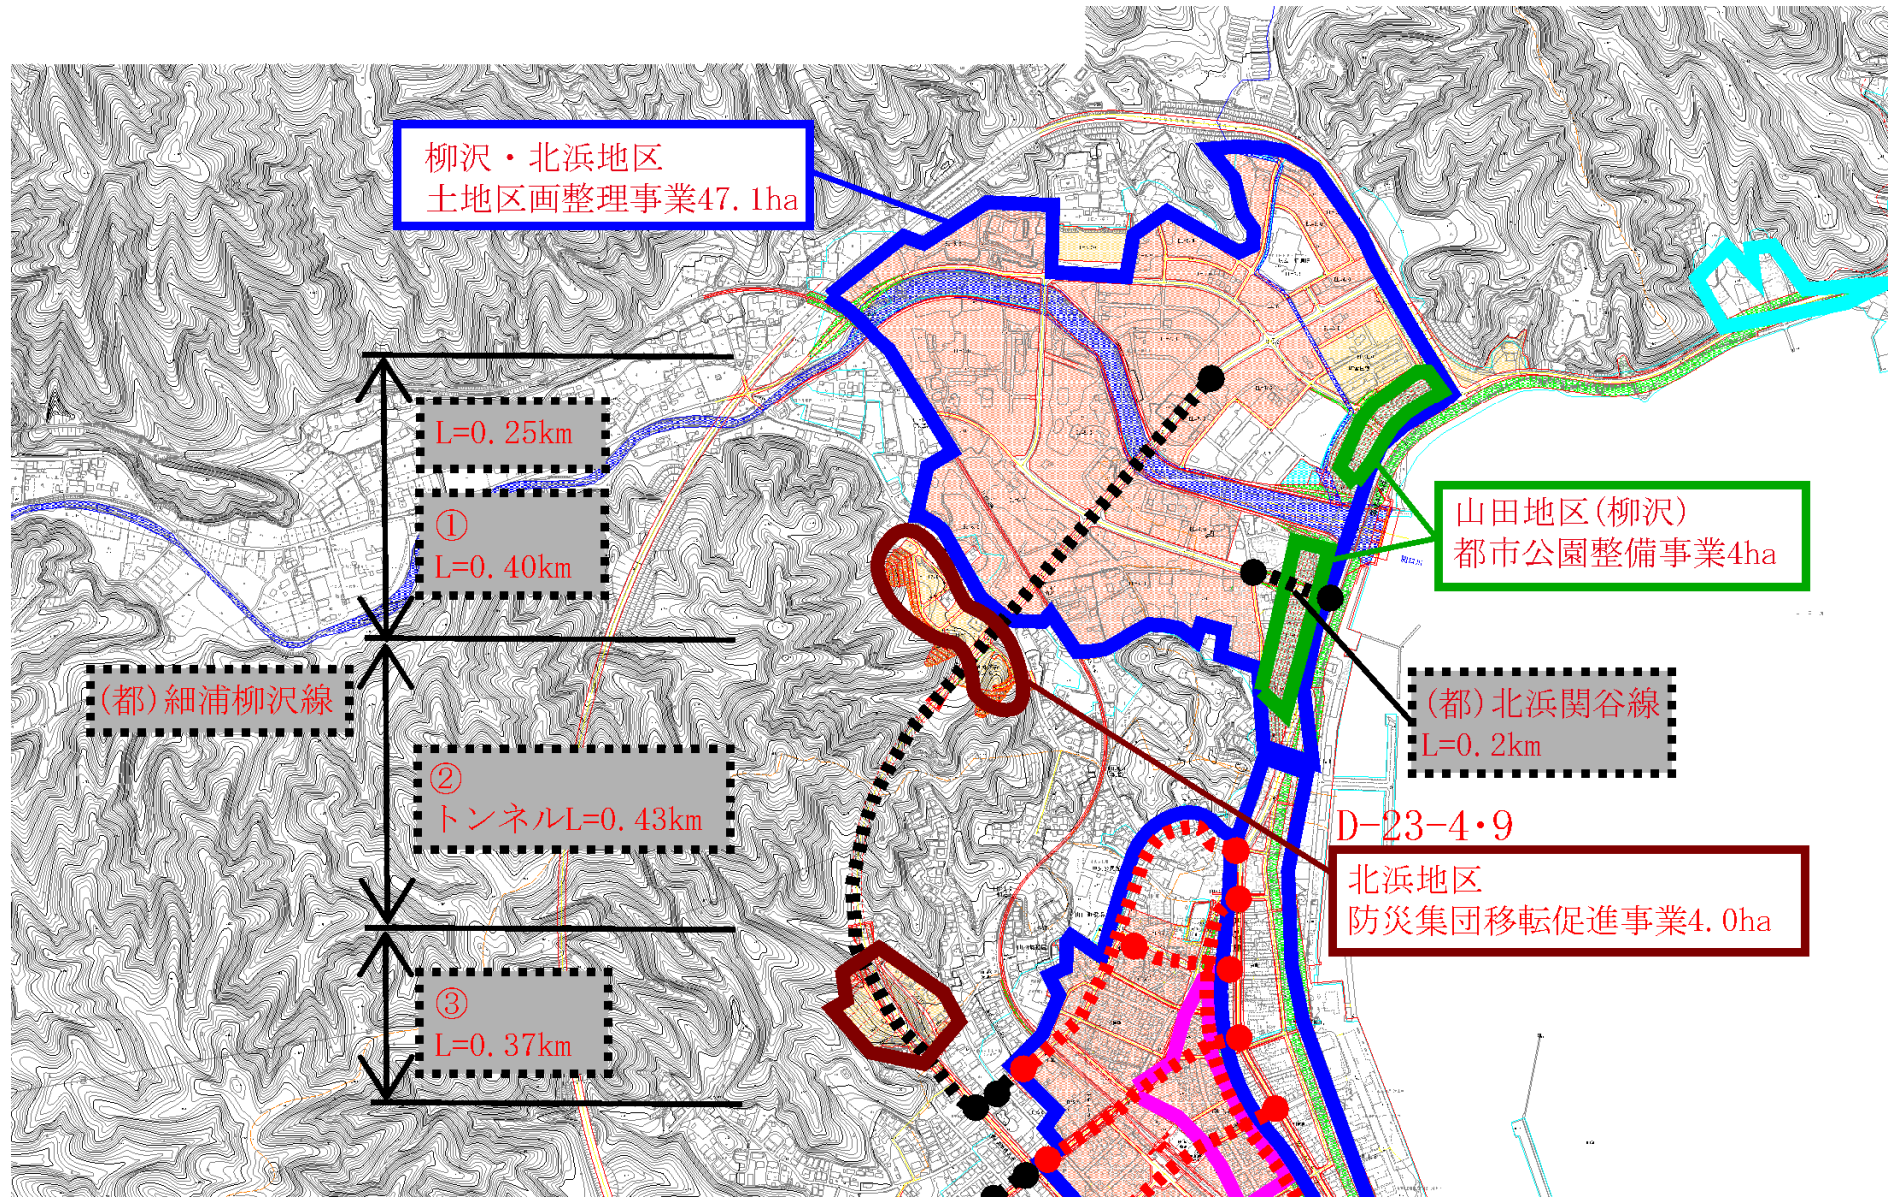 柳沢・北浜地区
土地区画整理事業47.1ha
L=0.25km
①
L=0.40km
山田地区(柳沢)
都市公園整備事業4ha
(都)細浦柳沢線
(都)北浜関谷線
L=0.2km
②
トンネルL=0.43km
D-23-4・9
北浜地区
防災集団移転促進事業4.0ha
③
L=0.37km